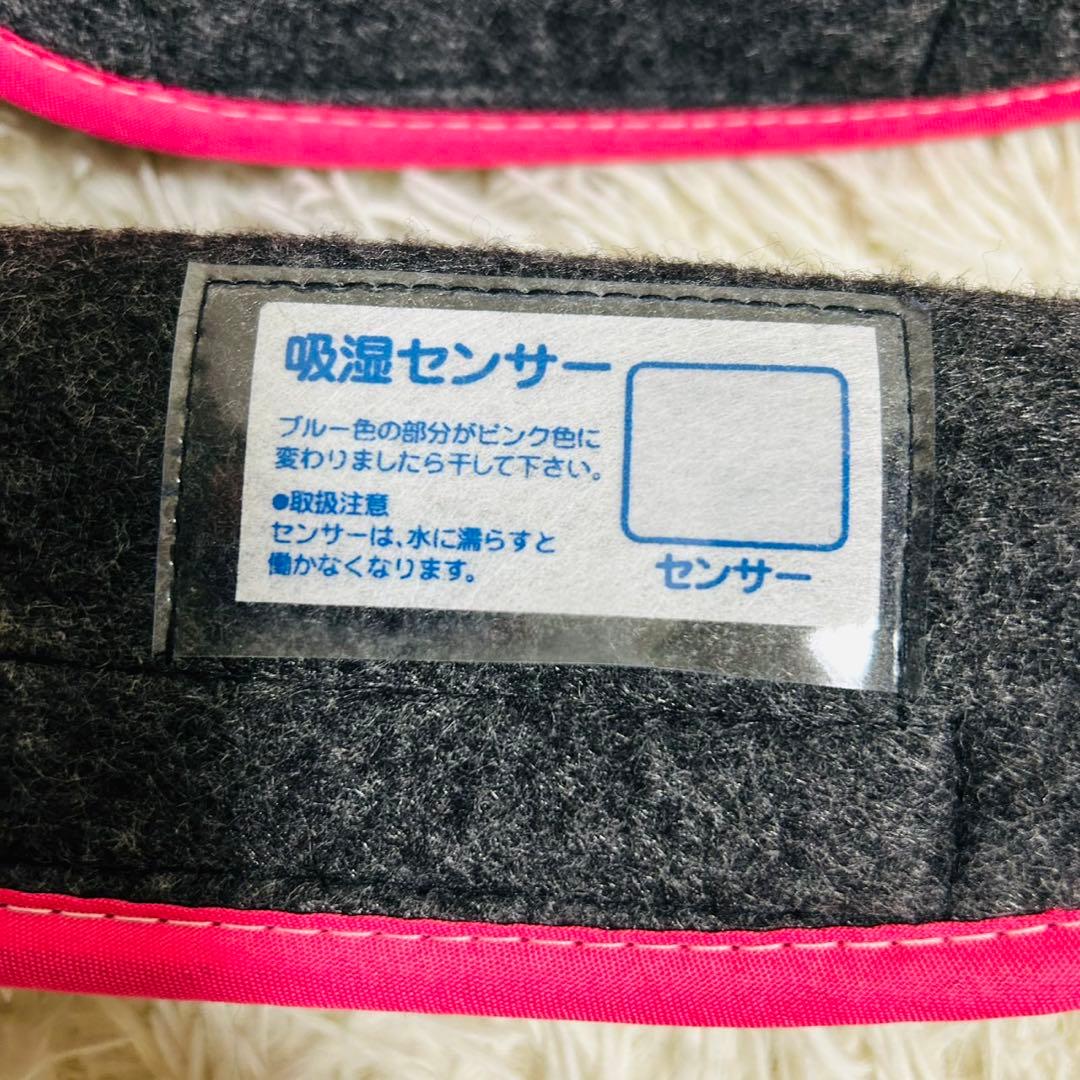 吸湿センサー
ブルー色の部分がピンク色に
変わりましたら干して下さい。
●取扱注意
センサーは、水に濡らすと
働かなくなります。
センサー